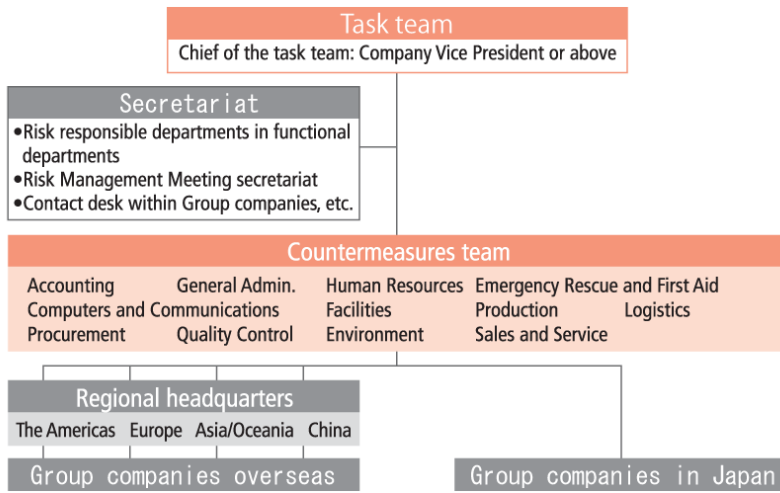 Task team
Chief of the task team: Company Vice President or above
Secretariat
•Risk responsible departments in functional
departments
•Risk Management Meeting secretariat
•Contact desk within Group companies, etc.
Countermeasures team
Accounting General Admin. Human Resources Emergency Rescue and First Aid
Computers and Communications Facilities Production Logistics
Procurement Quality Control Environment Sales and Service
Regional headquarters
The Americas Europe Asia/Oceania China
Group companies overseas
Group companies in Japan